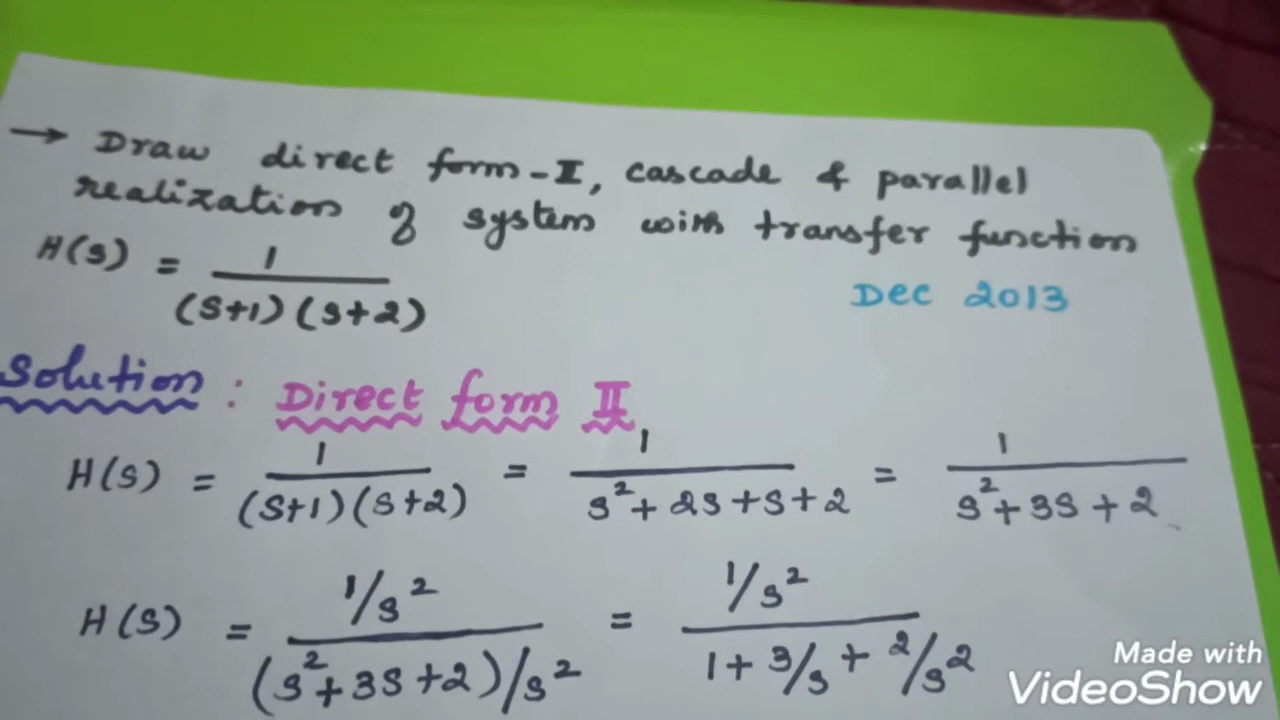 → Draw direct form-II, cascade & parallel
realization of system with transfer function
H(s) = 1/((s+1)(s+2))
Dec 2013
Solution : Direct form II
H(s) = 1/((s+1)(s+2)) = 1/(s²+2s+s+2) = 1/(s²+3s+2)
H(s) = (1/s²)/((s²+3s+2)/s²) = (1/s²)/(1+3/s+2/s²)
Made with
VideoShow